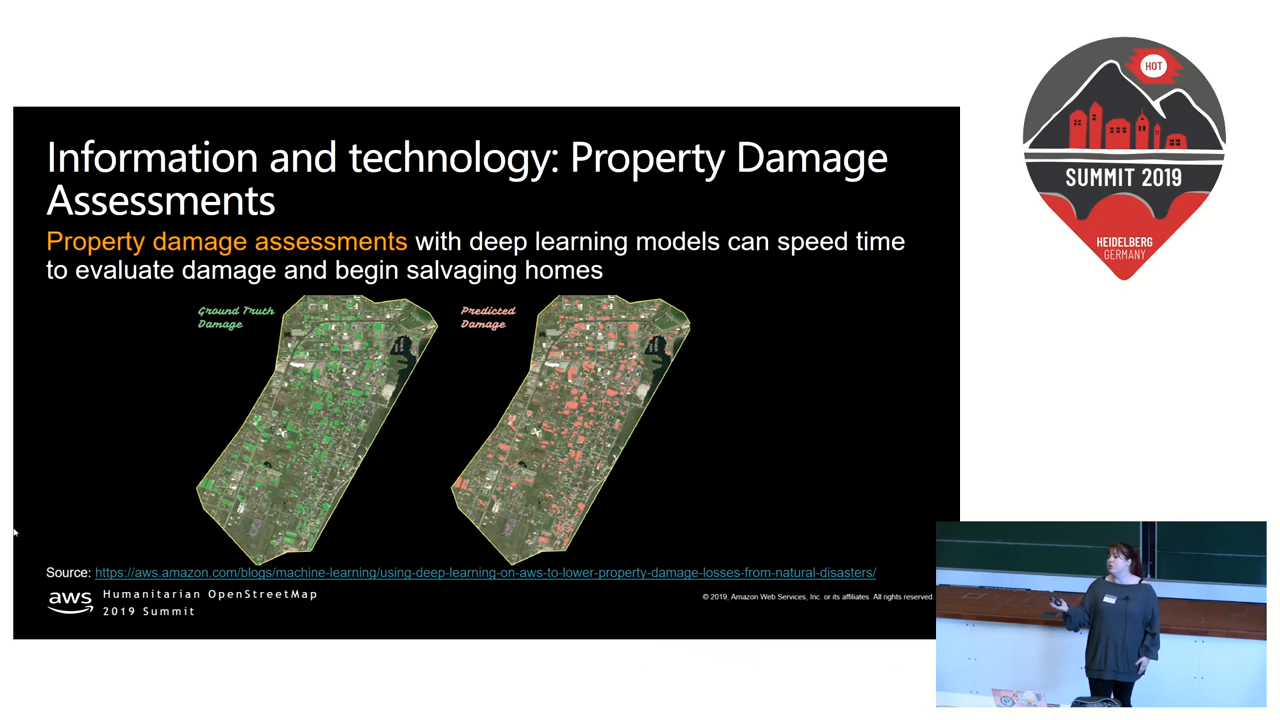 Information and technology: Property Damage
Assessments
Property damage assessments with deep learning models can speed time
to evaluate damage and begin salvaging homes
Ground Truth
Damage
Predicted
Damage
Source: https://aws.amazon.com/blogs/machine-learning/using-deep-learning-on-aws-to-lower-property-damage-losses-from-natural-disasters/
aws
Humanitarian OpenStreetMap
2019 Summit
© 2019, Amazon Web Services, Inc. or its affiliates. All rights reserved.
HOT
SUMMIT 2019
HEIDELBERG
GERMANY